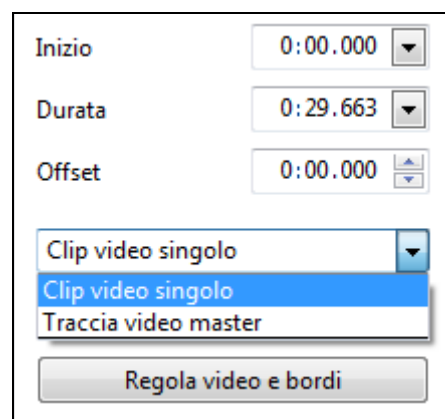 Inizio 0:00.000
Durata 0:29.663
Offset 0:00.000
Clip video singolo
Clip video singolo
Traccia video master
Regola video e bordi